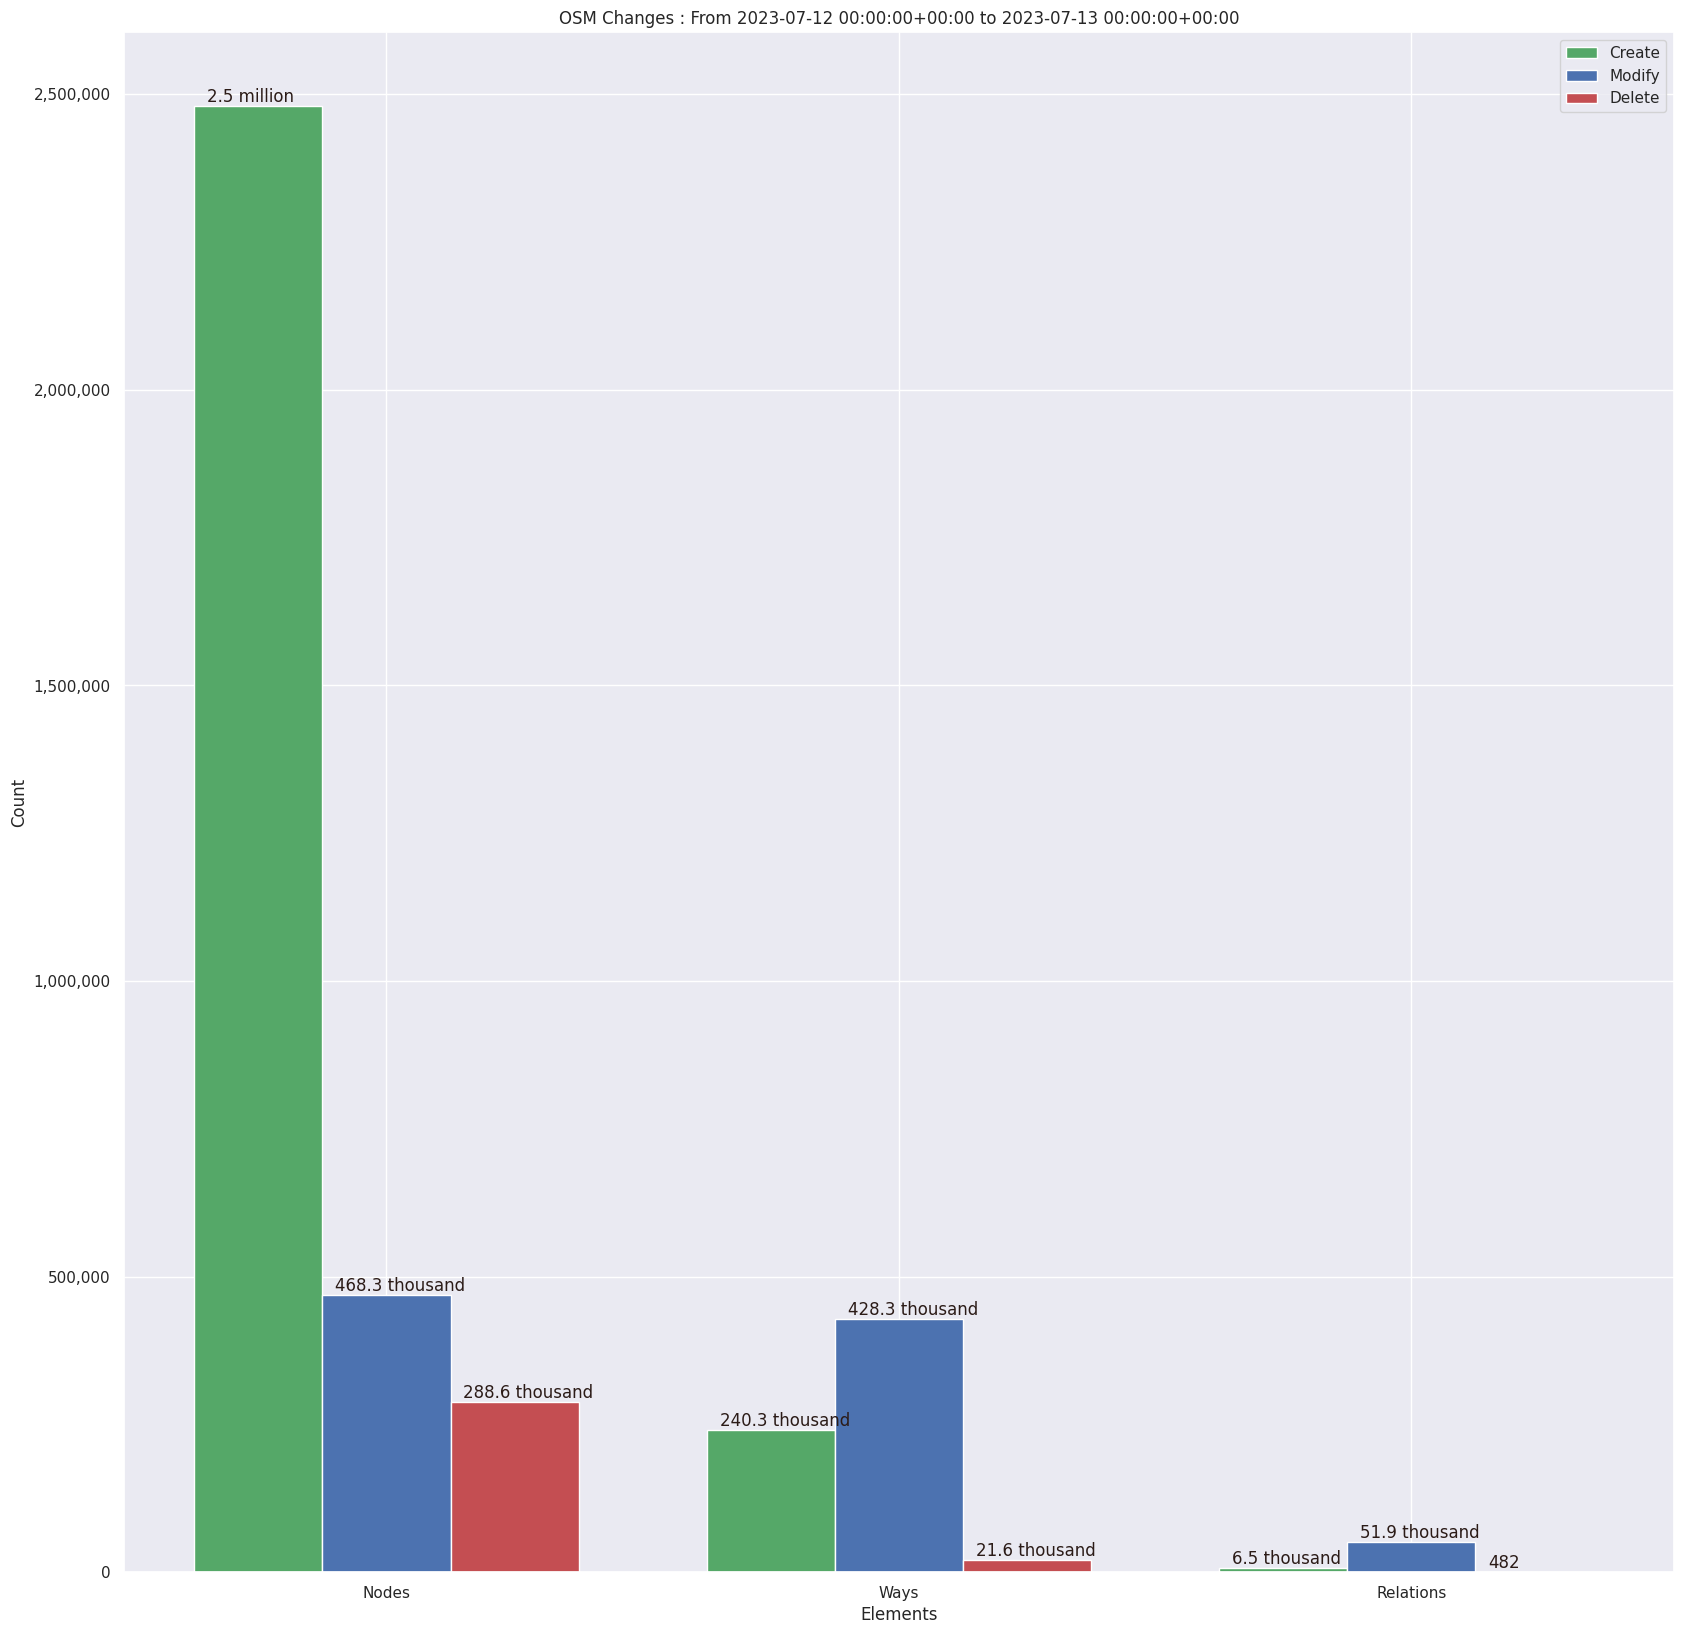 OSM Changes : From 2023-07-12 00:00:00+00:00 to 2023-07-13 00:00:00+00:00
Create
Modify
Delete
2,500,000
2,000,000
1,500,000
1,000,000
500,000
0
Count
2.5 million
468.3 thousand
288.6 thousand
240.3 thousand
428.3 thousand
21.6 thousand
6.5 thousand
51.9 thousand
482
Nodes
Ways
Relations
Elements